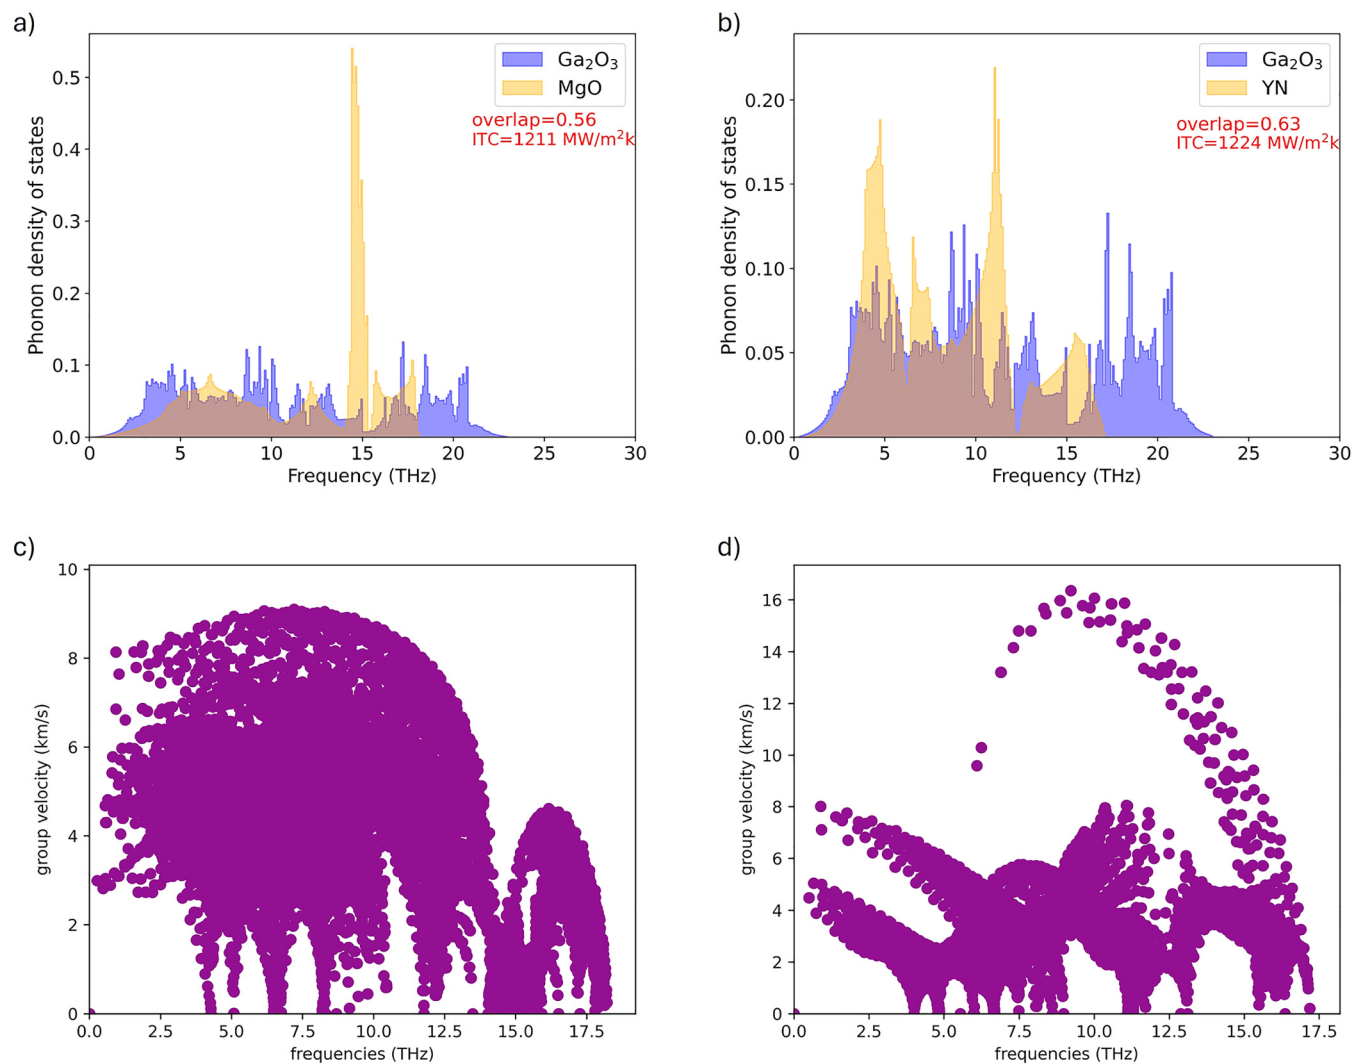 a)
Phonon density of states
0.5
0.4
0.3
0.2
0.1
0.0
0 5 10 15 20 25 30
Frequency (THz)
Ga₂O₃
MgO
overlap=0.56
ITC=1211 MW/m²k
b)
Phonon density of states
0.20
0.15
0.10
0.05
0.00
0 5 10 15 20 25 30
Frequency (THz)
Ga₂O₃
YN
overlap=0.63
ITC=1224 MW/m²k
c)
group velocity (km/s)
10
8
6
4
2
0
0.0 2.5 5.0 7.5 10.0 12.5 15.0 17.5
frequencies (THz)
d)
group velocity (km/s)
16
14
12
10
8
6
4
2
0
0.0 2.5 5.0 7.5 10.0 12.5 15.0 17.5
frequencies (THz)